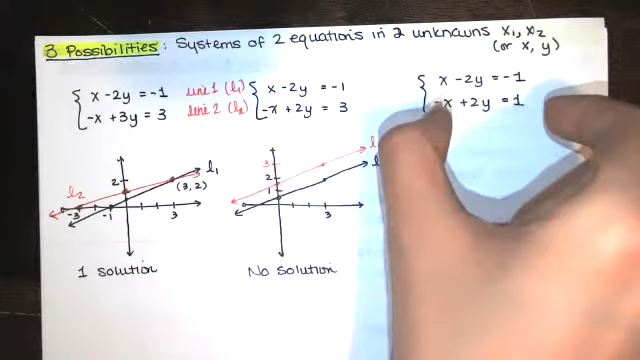 3 Possibilities: Systems of 2 equations in 2 unknowns x₁, x₂
(or x, y)
x - 2y = -1
-x + 3y = 3
line 1 (l₁)
line 2 (l₂)
x - 2y = -1
-x + 2y = 3
x - 2y = -1
-x + 2y = 1
l₂
2
-3
-1
3
(3, 2)
l₁
1 solution
3
2
1
3
l
l
No solution